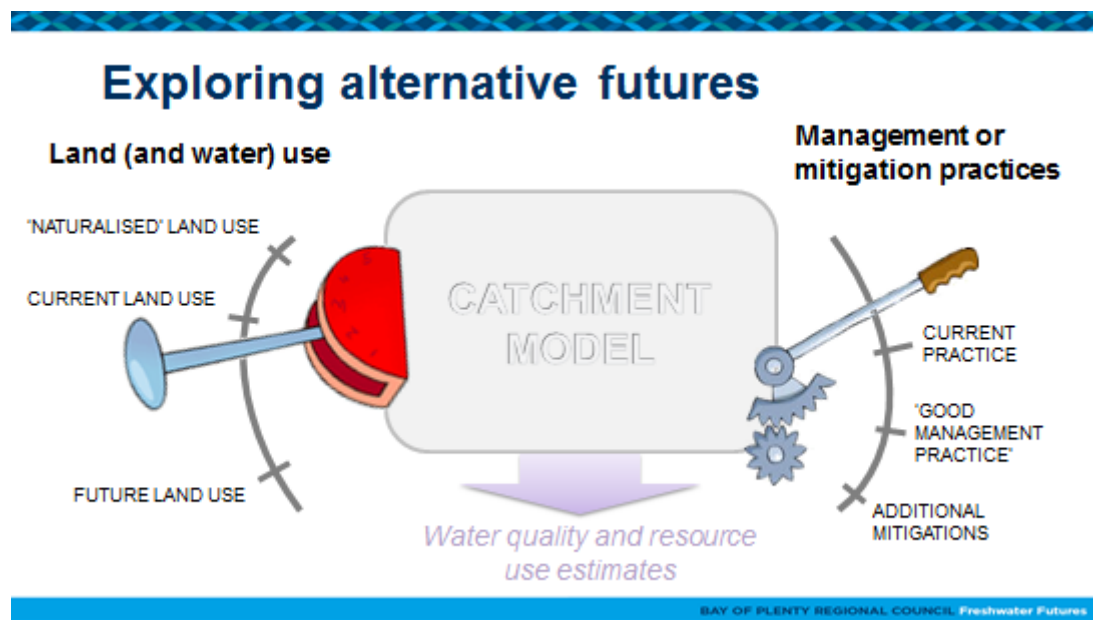 Exploring alternative futures
Land (and water) use
Management or
mitigation practices
"NATURALISED" LAND USE
CURRENT LAND USE
FUTURE LAND USE
CATCHMENT
MODEL
CURRENT
PRACTICE
"GOOD
MANAGEMENT
PRACTICE"
ADDITIONAL
MITIGATIONS
Water quality and resource
use estimates
BAY OF PLENTY REGIONAL COUNCIL Freshwater Futures